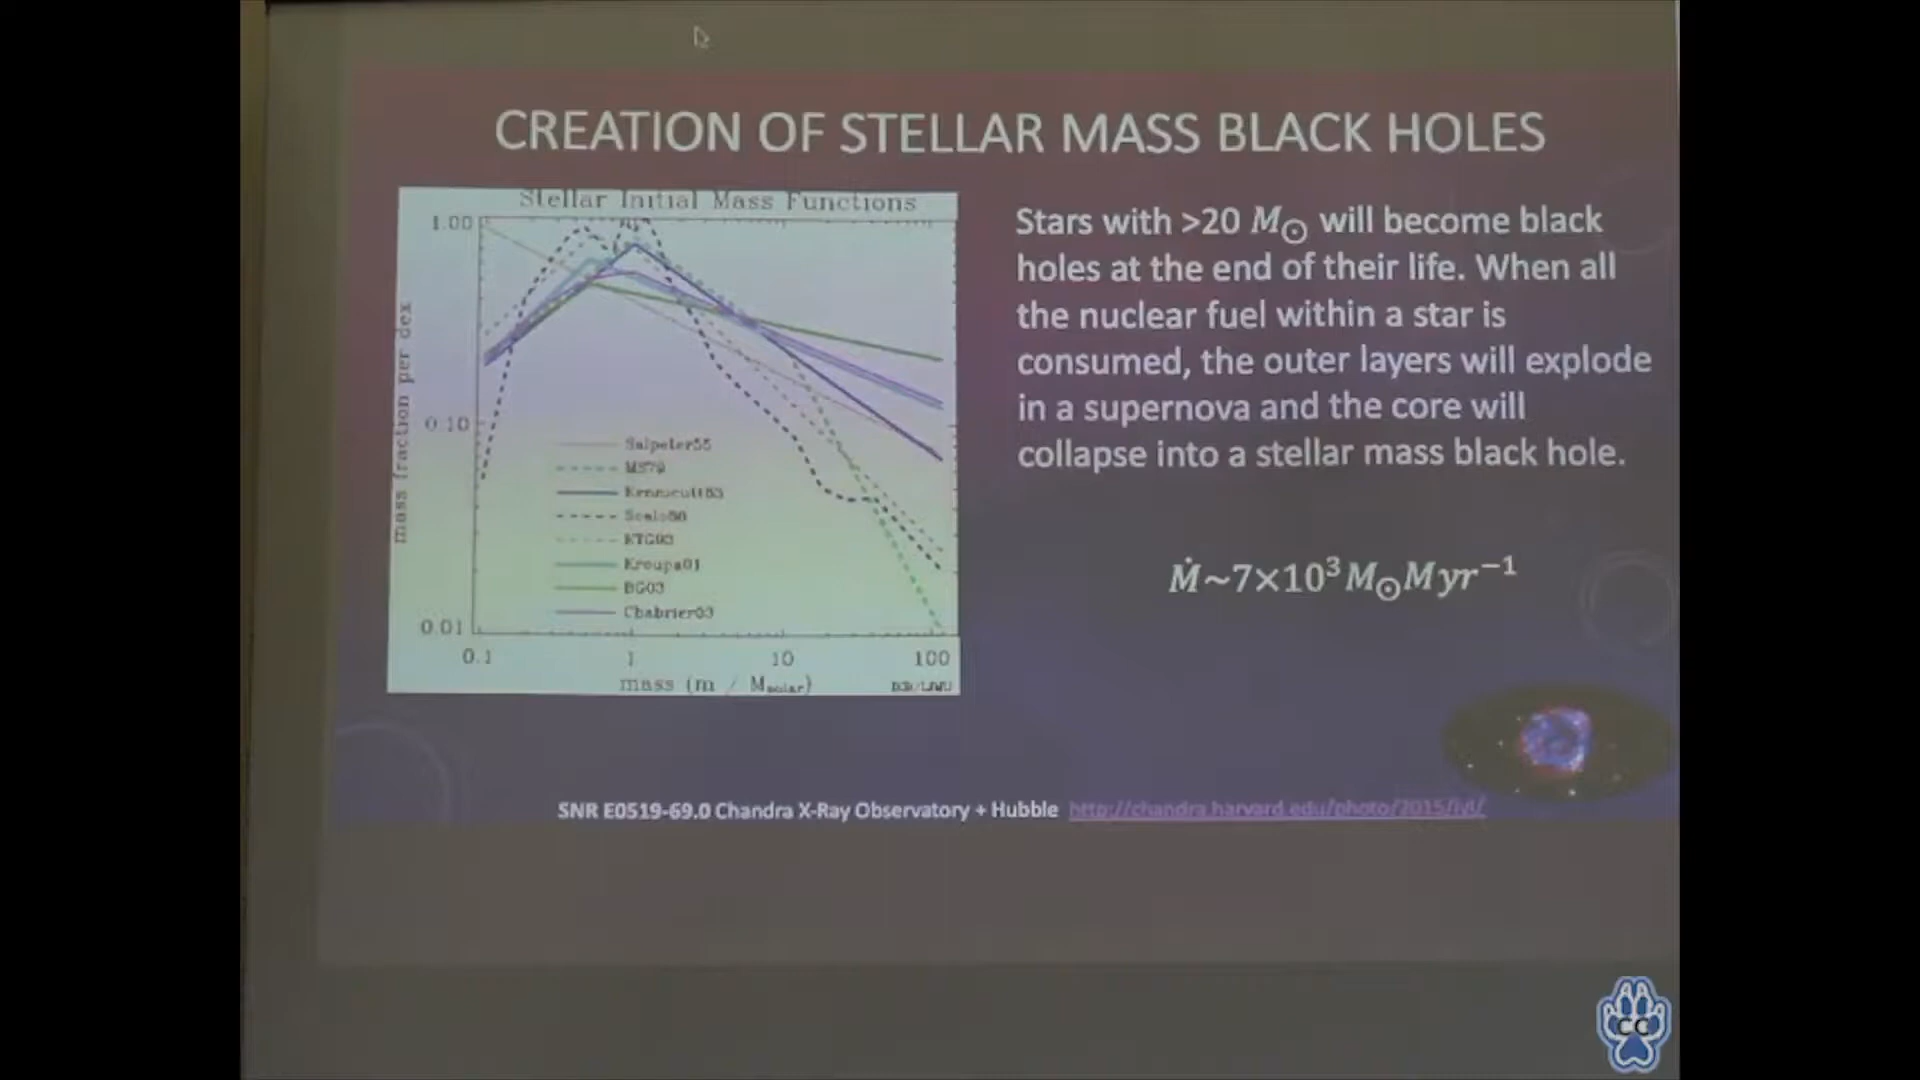 CREATION OF STELLAR MASS BLACK HOLES
Stellar Initial Mass Functions
1.00
0.10
0.01
mass fraction per dex
Salpeter55
MS79
Kennicutt83
Scalo86
KTG93
Kroupa01
BG03
Chabrier03
0.1 1 10 100
mass (m / Msolar)
Stars with >20 M⊙ will become black
holes at the end of their life. When all
the nuclear fuel within a star is
consumed, the outer layers will explode
in a supernova and the core will
collapse into a stellar mass black hole.
Ṁ~7×10³M⊙Myr⁻¹
SNR E0519-69.0 Chandra X-Ray Observatory + Hubble http://chandra.harvard.edu/photo/2015/iyl/
CC